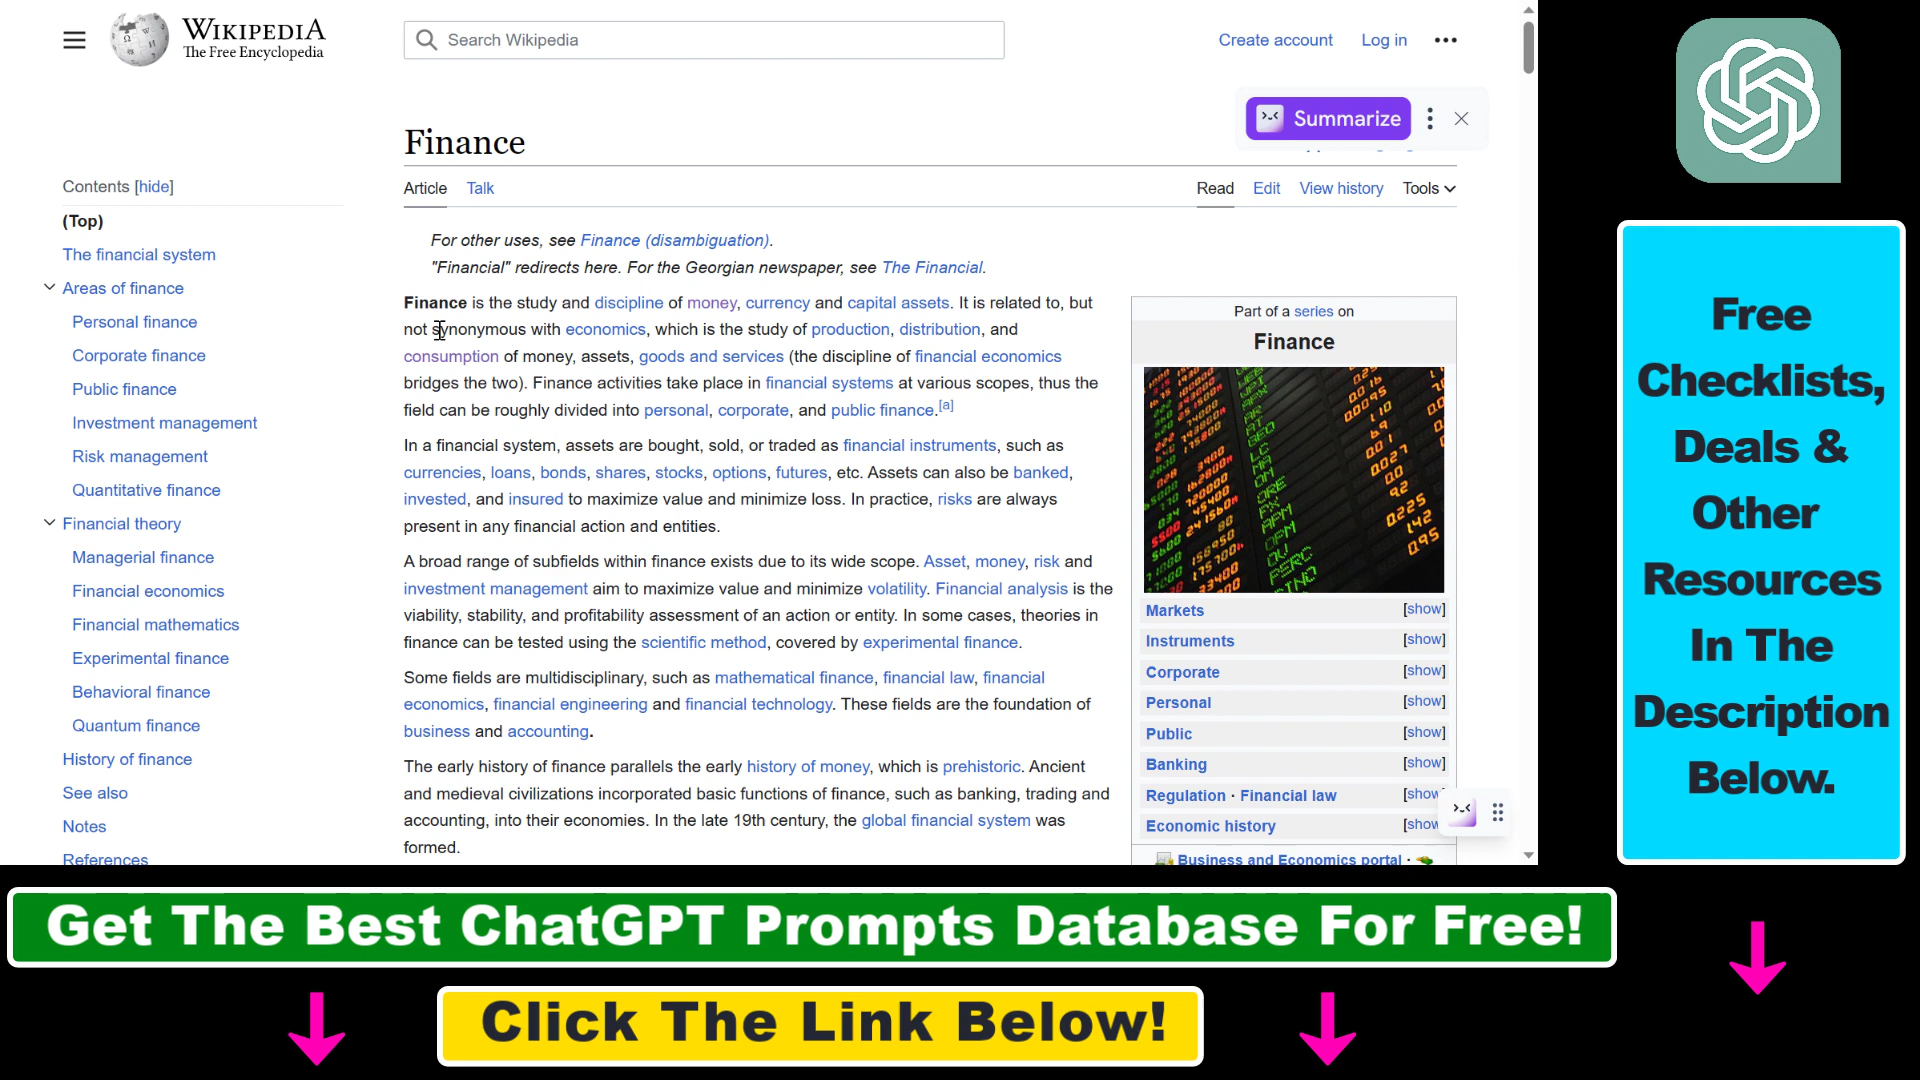 WIKIPEDIA
The Free Encyclopedia
Search Wikipedia
Create account
Log in
Summarize
Finance
Article
Talk
Read
Edit
View history
Tools
Contents [hide]
(Top)
The financial system
Areas of finance
Personal finance
Corporate finance
Public finance
Investment management
Risk management
Quantitative finance
Financial theory
Managerial finance
Financial economics
Financial mathematics
Experimental finance
Behavioral finance
Quantum finance
History of finance
See also
Notes
References
For other uses, see Finance (disambiguation).
"Financial" redirects here. For the Georgian newspaper, see The Financial.
Finance is the study and discipline of money, currency and capital assets. It is related to, but
not synonymous with economics, which is the study of production, distribution, and
consumption of money, assets, goods and services (the discipline of financial economics
bridges the two). Finance activities take place in financial systems at various scopes, thus the
field can be roughly divided into personal, corporate, and public finance.[a]
In a financial system, assets are bought, sold, or traded as financial instruments, such as
currencies, loans, bonds, shares, stocks, options, futures, etc. Assets can also be banked,
invested, and insured to maximize value and minimize loss. In practice, risks are always
present in any financial action and entities.
A broad range of subfields within finance exists due to its wide scope. Asset, money, risk and
investment management aim to maximize value and minimize volatility. Financial analysis is the
viability, stability, and profitability assessment of an action or entity. In some cases, theories in
finance can be tested using the scientific method, covered by experimental finance.
Some fields are multidisciplinary, such as mathematical finance, financial law, financial
economics, financial engineering and financial technology. These fields are the foundation of
business and accounting.
The early history of finance parallels the early history of money, which is prehistoric. Ancient
and medieval civilizations incorporated basic functions of finance, such as banking, trading and
accounting, into their economies. In the late 19th century, the global financial system was
formed.
Part of a series on
Finance
Markets [show]
Instruments [show]
Corporate [show]
Personal [show]
Public [show]
Banking [show]
Regulation · Financial law [show
Economic history [show
Business and Economics portal ·
Free
Checklists,
Deals &
Other
Resources
In The
Description
Below.
Get The Best ChatGPT Prompts Database For Free!
Click The Link Below!